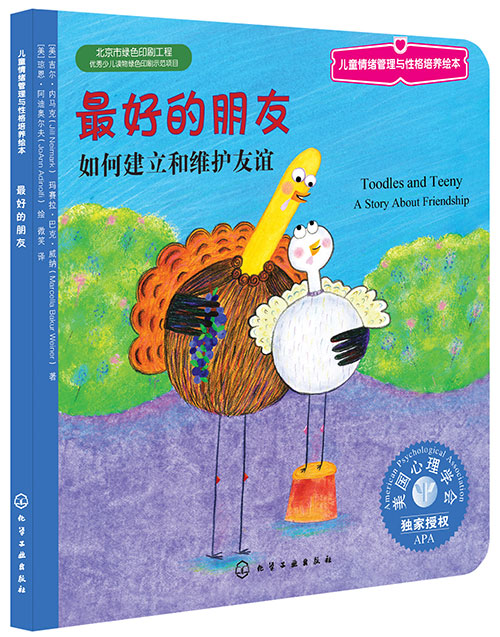 儿童情绪管理与性格培养绘本
最好的朋友
[美]吉尔·内马克(Jill Neimark) 玛赛拉·巴克·威纳(Marcella Bakur Weiner) 著
[美]琼恩·阿迪奥尔夫(JoAnn Adinolfi) 绘 微笑 译
化学工业出版社
北京市绿色印刷工程
优秀少儿读物绿色印刷示范项目
儿童情绪管理与性格培养绘本
最好的朋友
如何建立和维护友谊
Toodles and Teeny
A Story About Friendship
American Psychological Association
美国心理学会
独家授权
APA
化学工业出版社